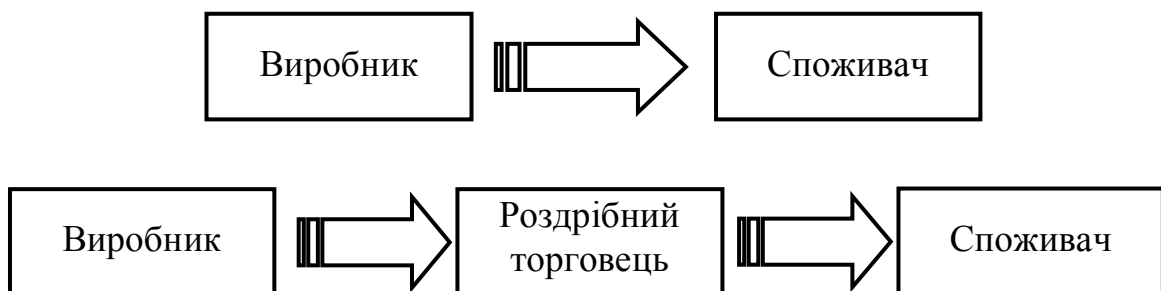 Виробник
Споживач
Виробник
Роздрібний
торговець
Споживач